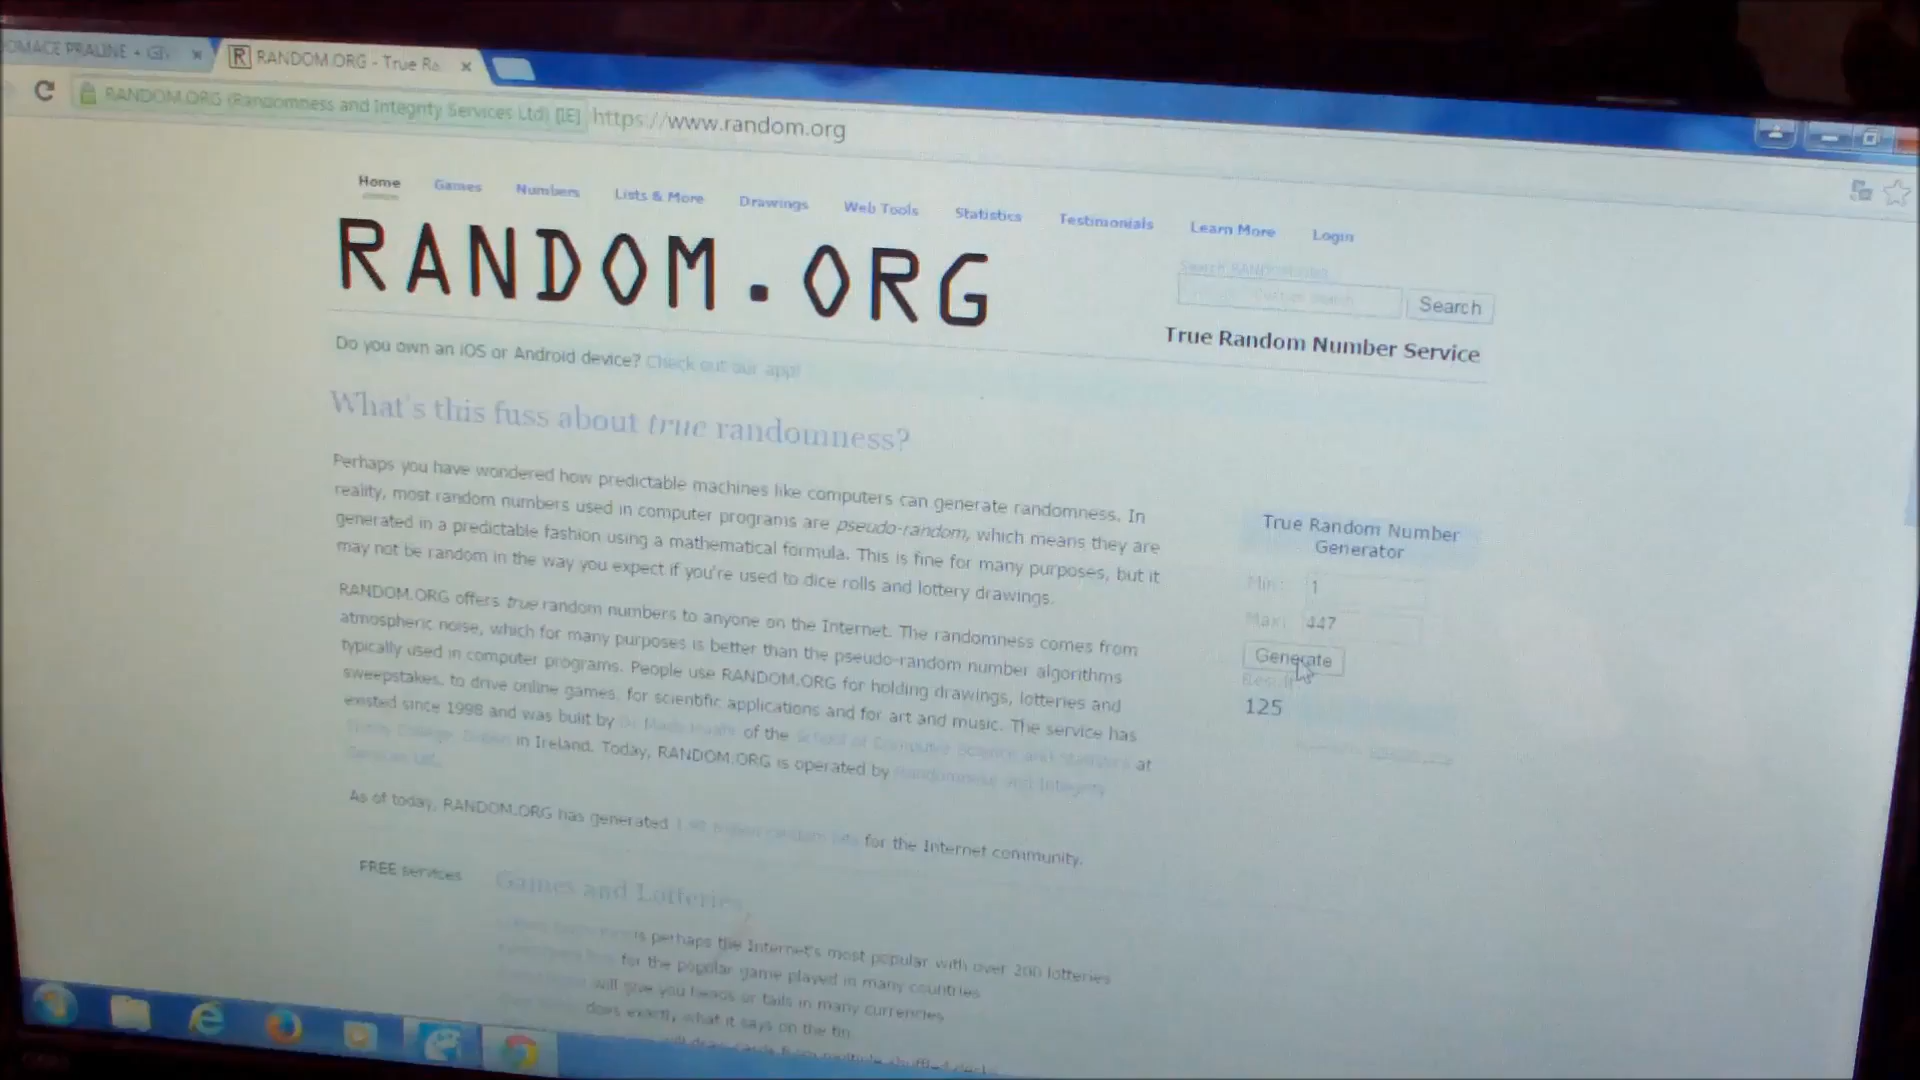 OMACE PRALINE + GIV
RANDOM.ORG - True Ra
RANDOM.ORG (Randomness and Integrity Services Ltd) [IE] https://www.random.org
Home Games Numbers Lists & More Drawings Web Tools Statistics Testimonials Learn More Login
RANDOM.ORG
Search RANDOM.ORG
Search
True Random Number Service
Do you own an iOS or Android device? Check out our app!
What's this fuss about true randomness?
Perhaps you have wondered how predictable machines like computers can generate randomness. In
reality, most random numbers used in computer programs are pseudo-random, which means they are
generated in a predictable fashion using a mathematical formula. This is fine for many purposes, but it
may not be random in the way you expect if you're used to dice rolls and lottery drawings.
RANDOM.ORG offers true random numbers to anyone on the Internet. The randomness comes from
atmospheric noise, which for many purposes is better than the pseudo-random number algorithms
typically used in computer programs. People use RANDOM.ORG for holding drawings, lotteries and
sweepstakes, to drive online games, for scientific applications and for art and music. The service has
existed since 1998 and was built by Dr Mads Haahr of the School of Computer Science and Statistics at
Trinity College, Dublin in Ireland. Today, RANDOM.ORG is operated by Randomness and Integrity
Services Ltd.
As of today, RANDOM.ORG has generated random bits for the Internet community.
True Random Number
Generator
Min: 1
Max: 447
Generate
Result:
125
FREE services
Games and Lotteries
is perhaps the Internet's most popular with over 200 lotteries
for the popular game played in many countries
will give you heads or tails in many currencies
does exactly what it says on the tin
will draw cards from multiple shuffled decks